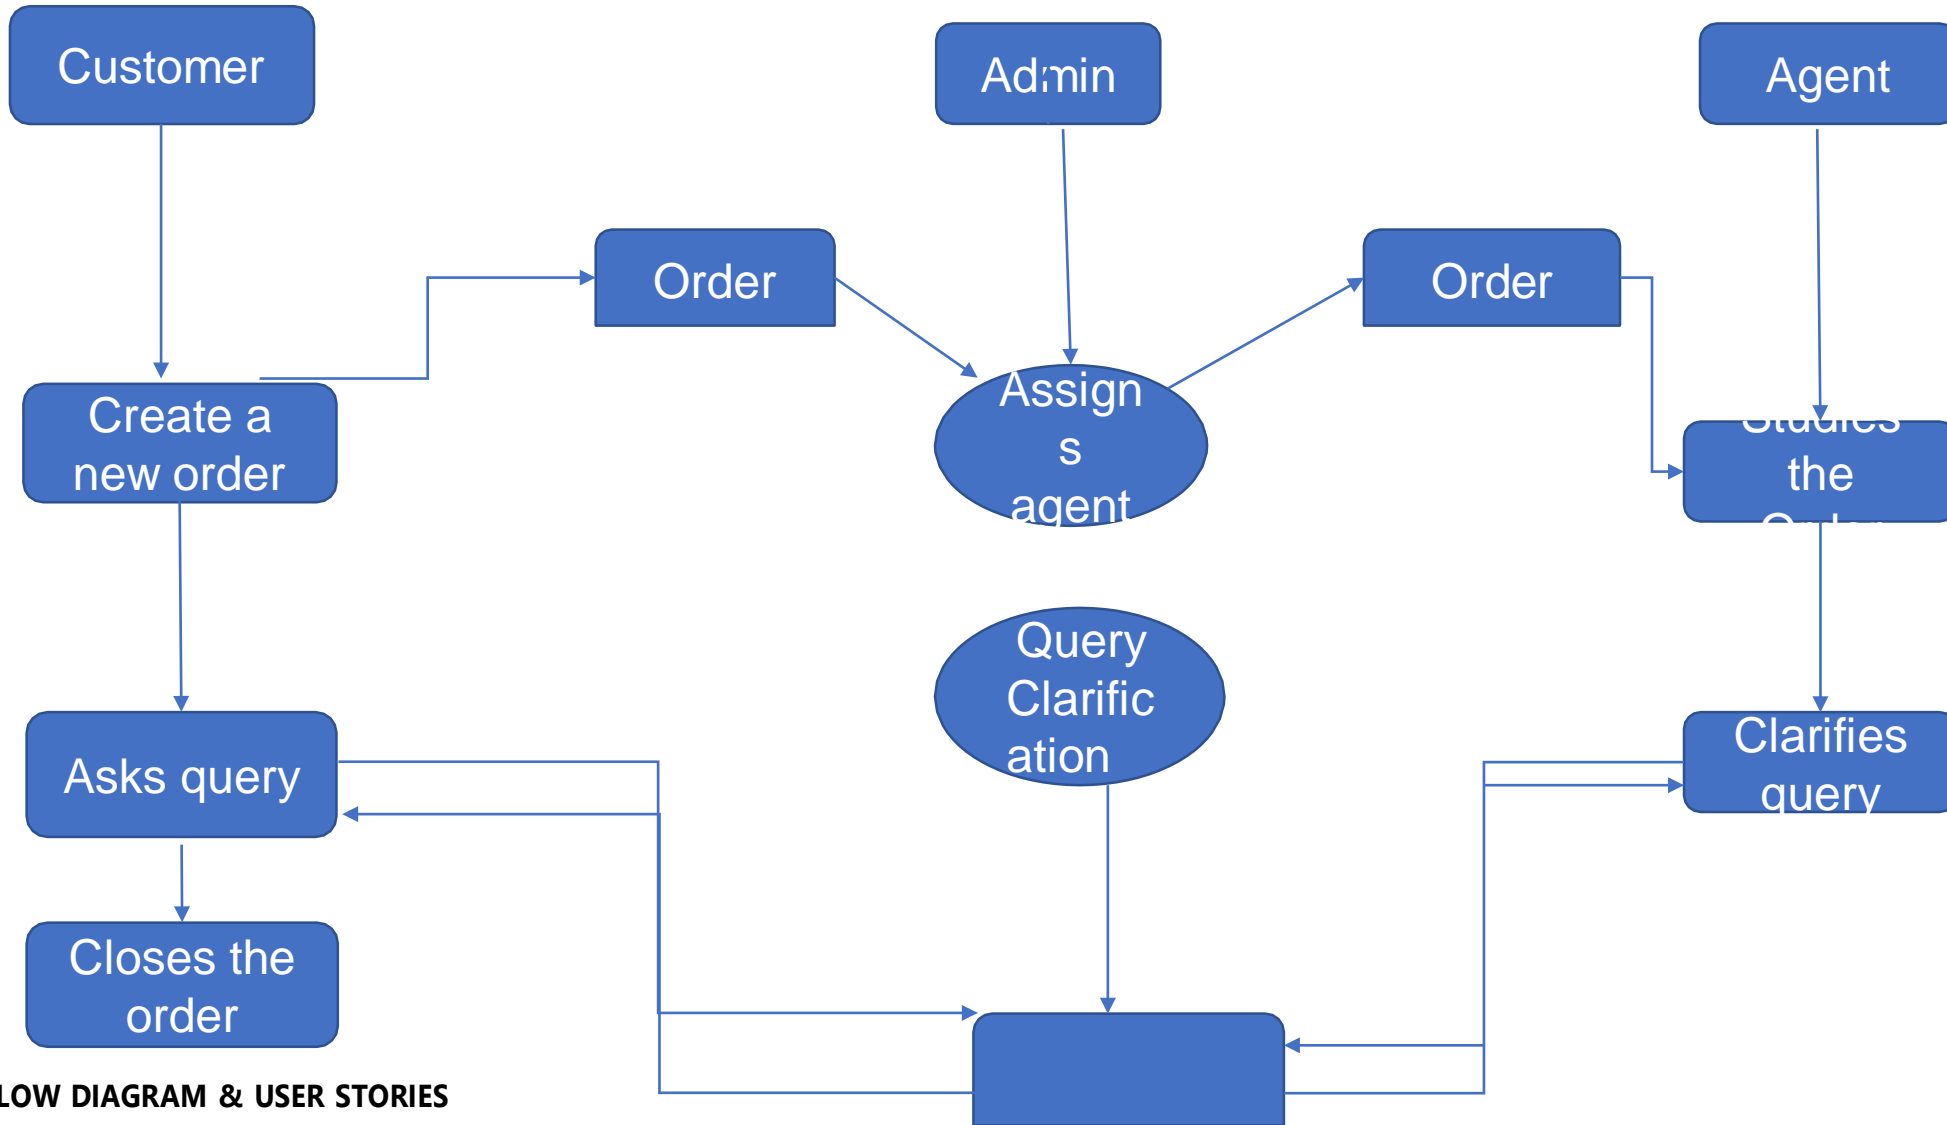 Customer
Admin
Agent
Order
Order
Create a
new order
Assign
s
agent
Studies
the
Query
Clarific
ation
Asks query
Clarifies
query
Closes the
order
LOW DIAGRAM & USER STORIES